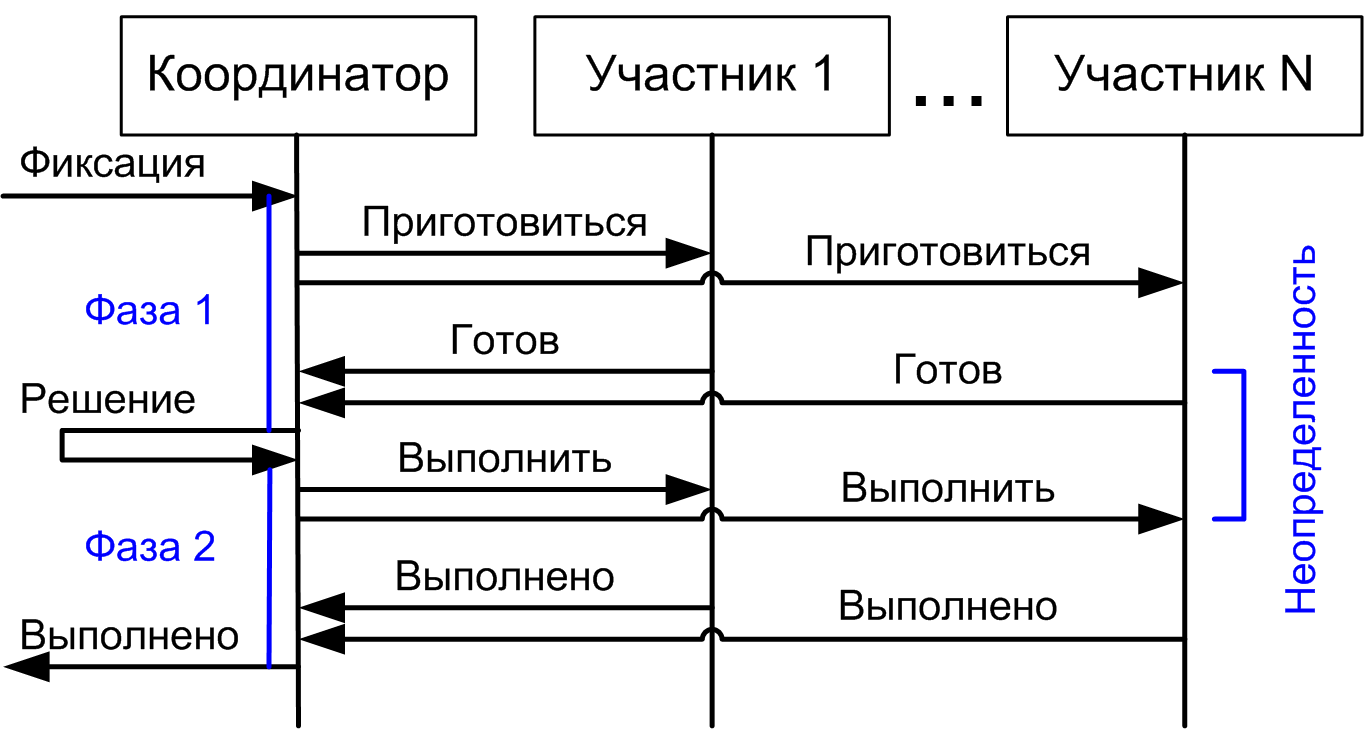 Координатор
Участник 1
...
Участник N
Фиксация
Приготовиться
Приготовиться
Фаза 1
Готов
Готов
Решение
Выполнить
Выполнить
Фаза 2
Выполнено
Выполнено
Выполнено
Неопределенность